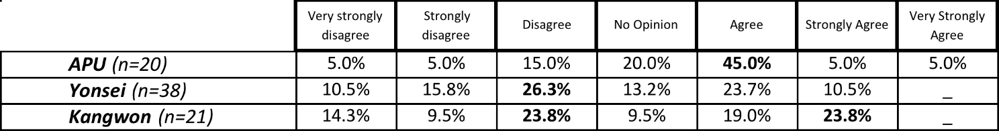 Very strongly disagree Strongly disagree Disagree No Opinion Agree Strongly Agree Very Strongly Agree
APU (n=20) 5.0% 5.0% 15.0% 20.0% 45.0% 5.0% 5.0%
Yonsei (n=38) 10.5% 15.8% 26.3% 13.2% 23.7% 10.5% _
Kangwon (n=21) 14.3% 9.5% 23.8% 9.5% 19.0% 23.8% _